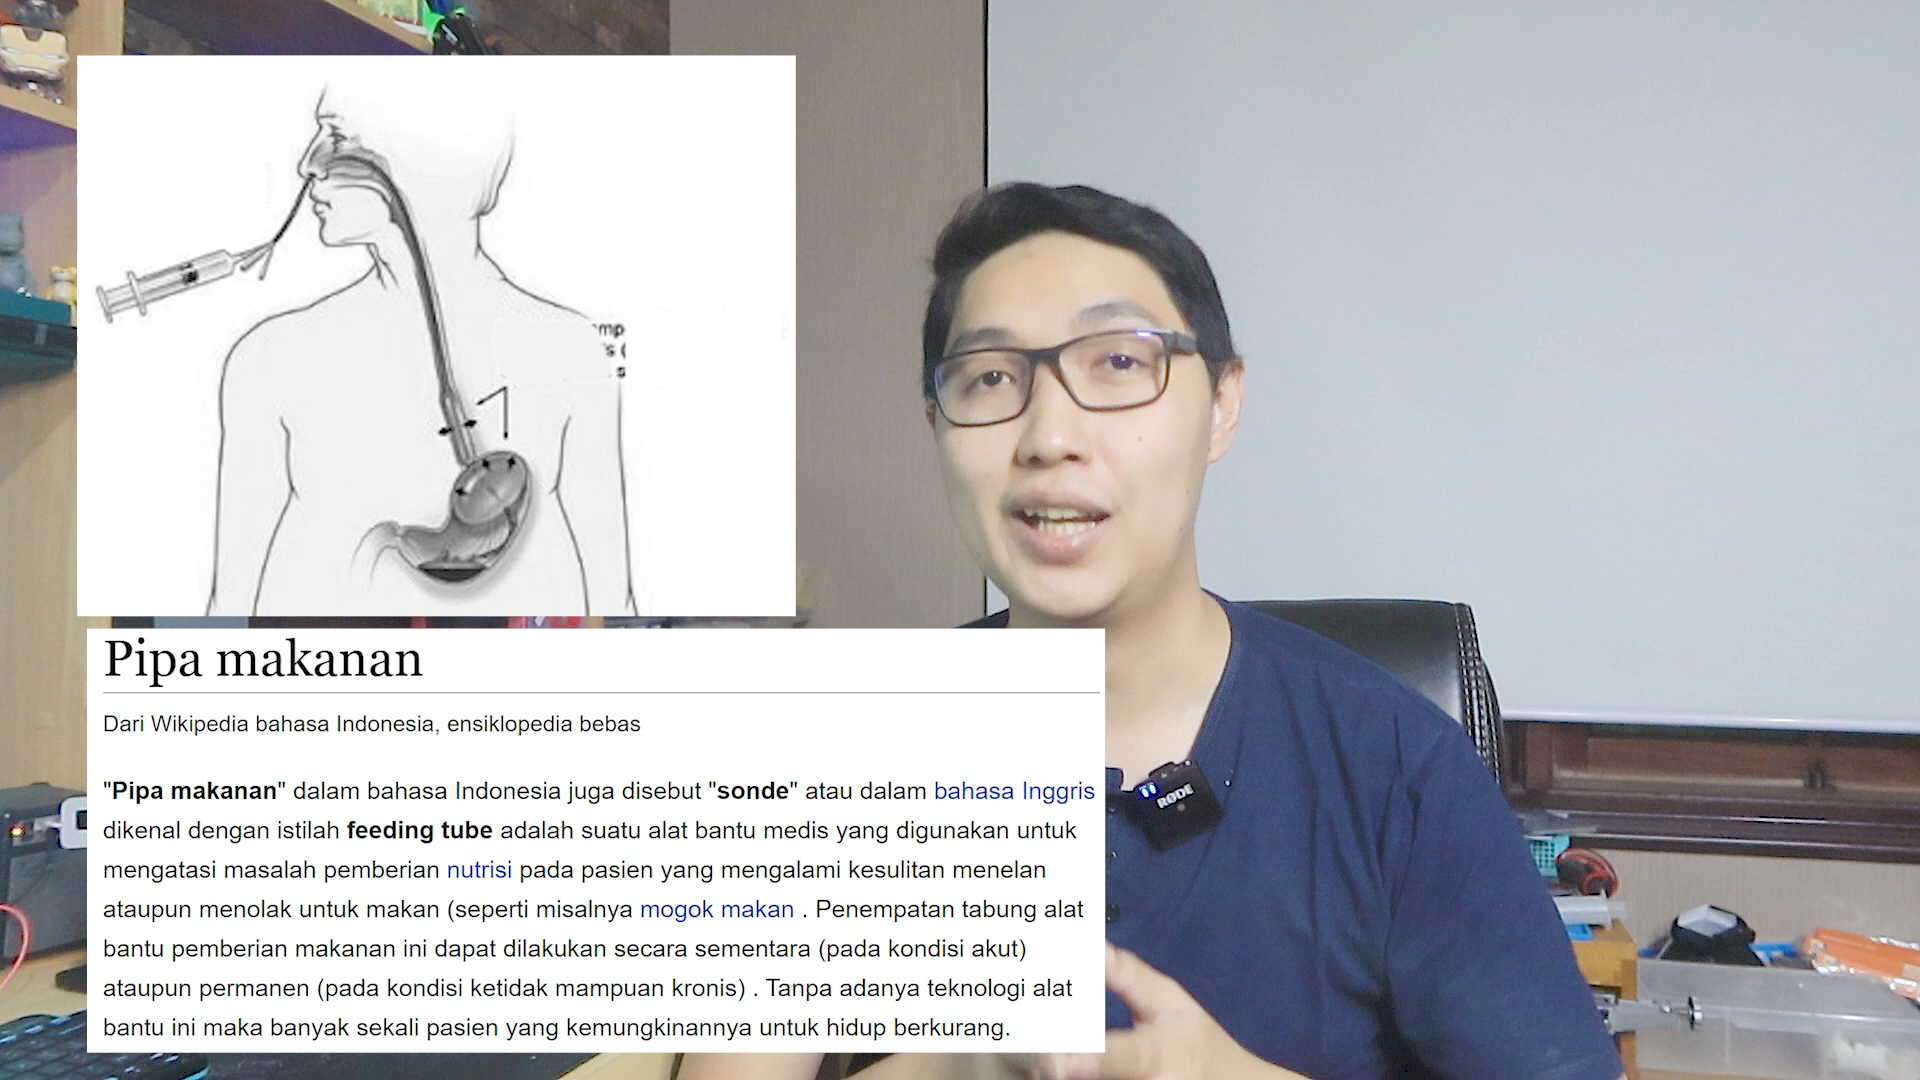 Pipa makanan
Dari Wikipedia bahasa Indonesia, ensiklopedia bebas
"Pipa makanan" dalam bahasa Indonesia juga disebut "sonde" atau dalam bahasa Inggris
dikenal dengan istilah feeding tube adalah suatu alat bantu medis yang digunakan untuk
mengatasi masalah pemberian nutrisi pada pasien yang mengalami kesulitan menelan
ataupun menolak untuk makan (seperti misalnya mogok makan . Penempatan tabung alat
bantu pemberian makanan ini dapat dilakukan secara sementara (pada kondisi akut)
ataupun permanen (pada kondisi ketidak mampuan kronis) . Tanpa adanya teknologi alat
bantu ini maka banyak sekali pasien yang kemungkinannya untuk hidup berkurang.
RØDE